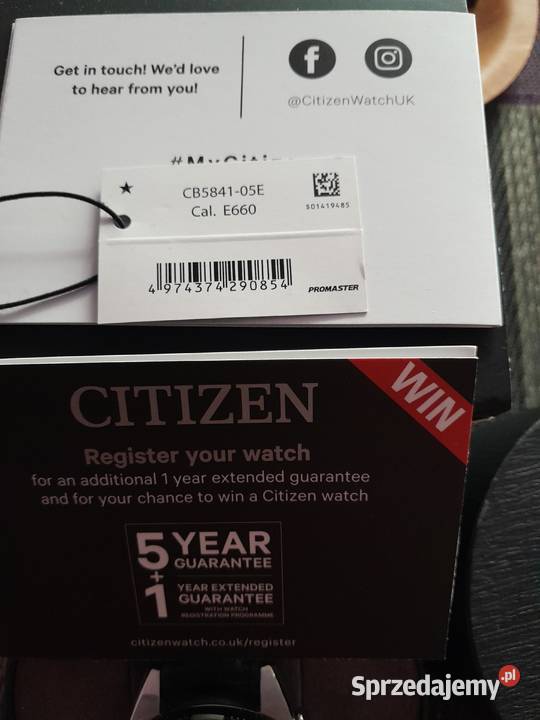 Get in touch! We'd love
to hear from you!
@CitizenWatchUK
#MyCitizen
★ CB5841-05E
Cal. E660
S01419485
4 974374 290854
PROMASTER
WIN
CITIZEN
Register your watch
for an additional 1 year extended guarantee
and for your chance to win a Citizen watch
5 YEAR
GUARANTEE
+
1 YEAR EXTENDED
GUARANTEE
WITH WATCH
REGISTRATION PROGRAMME
citizenwatch.co.uk/register
Sprzedajemy.pl